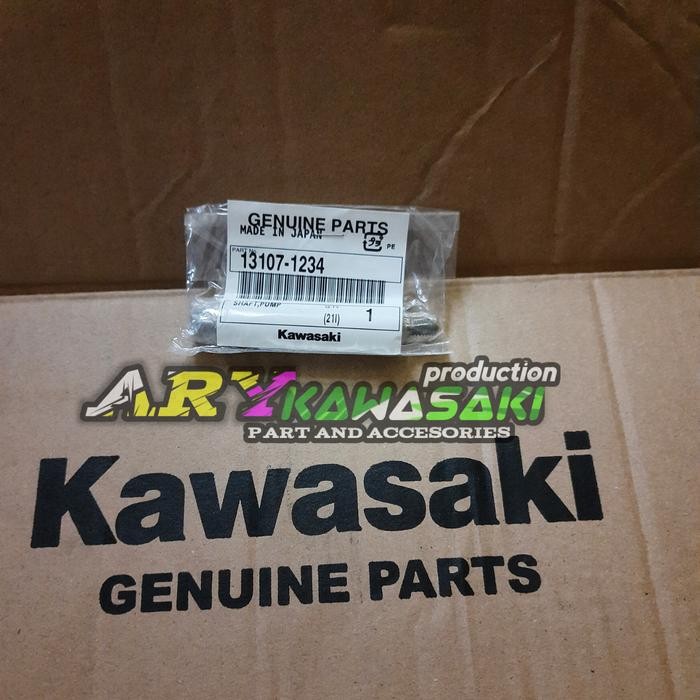 GENUINE PARTS
MADE IN JAPAN
PE
PART No.
13107-1234
SHAFT,PUMP
(21I) 1
Kawasaki
production
ARY KAWASAKI
PART AND ACCESORIES
Kawasaki
GENUINE PARTS